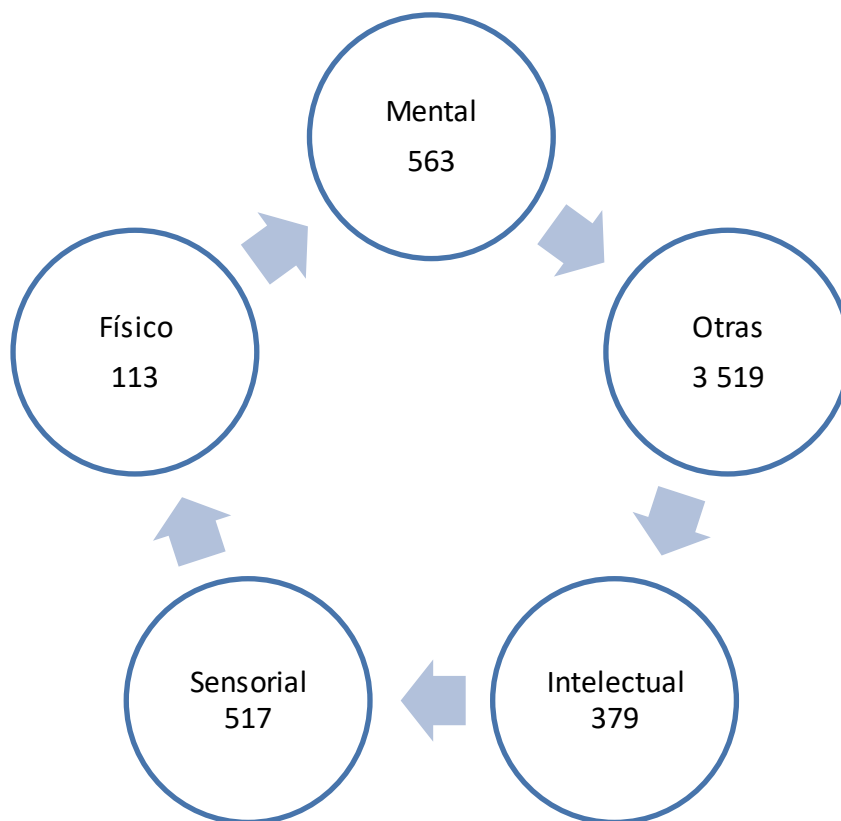 Mental
563
Otras
3 519
Intelectual
379
Sensorial
517
Físico
113